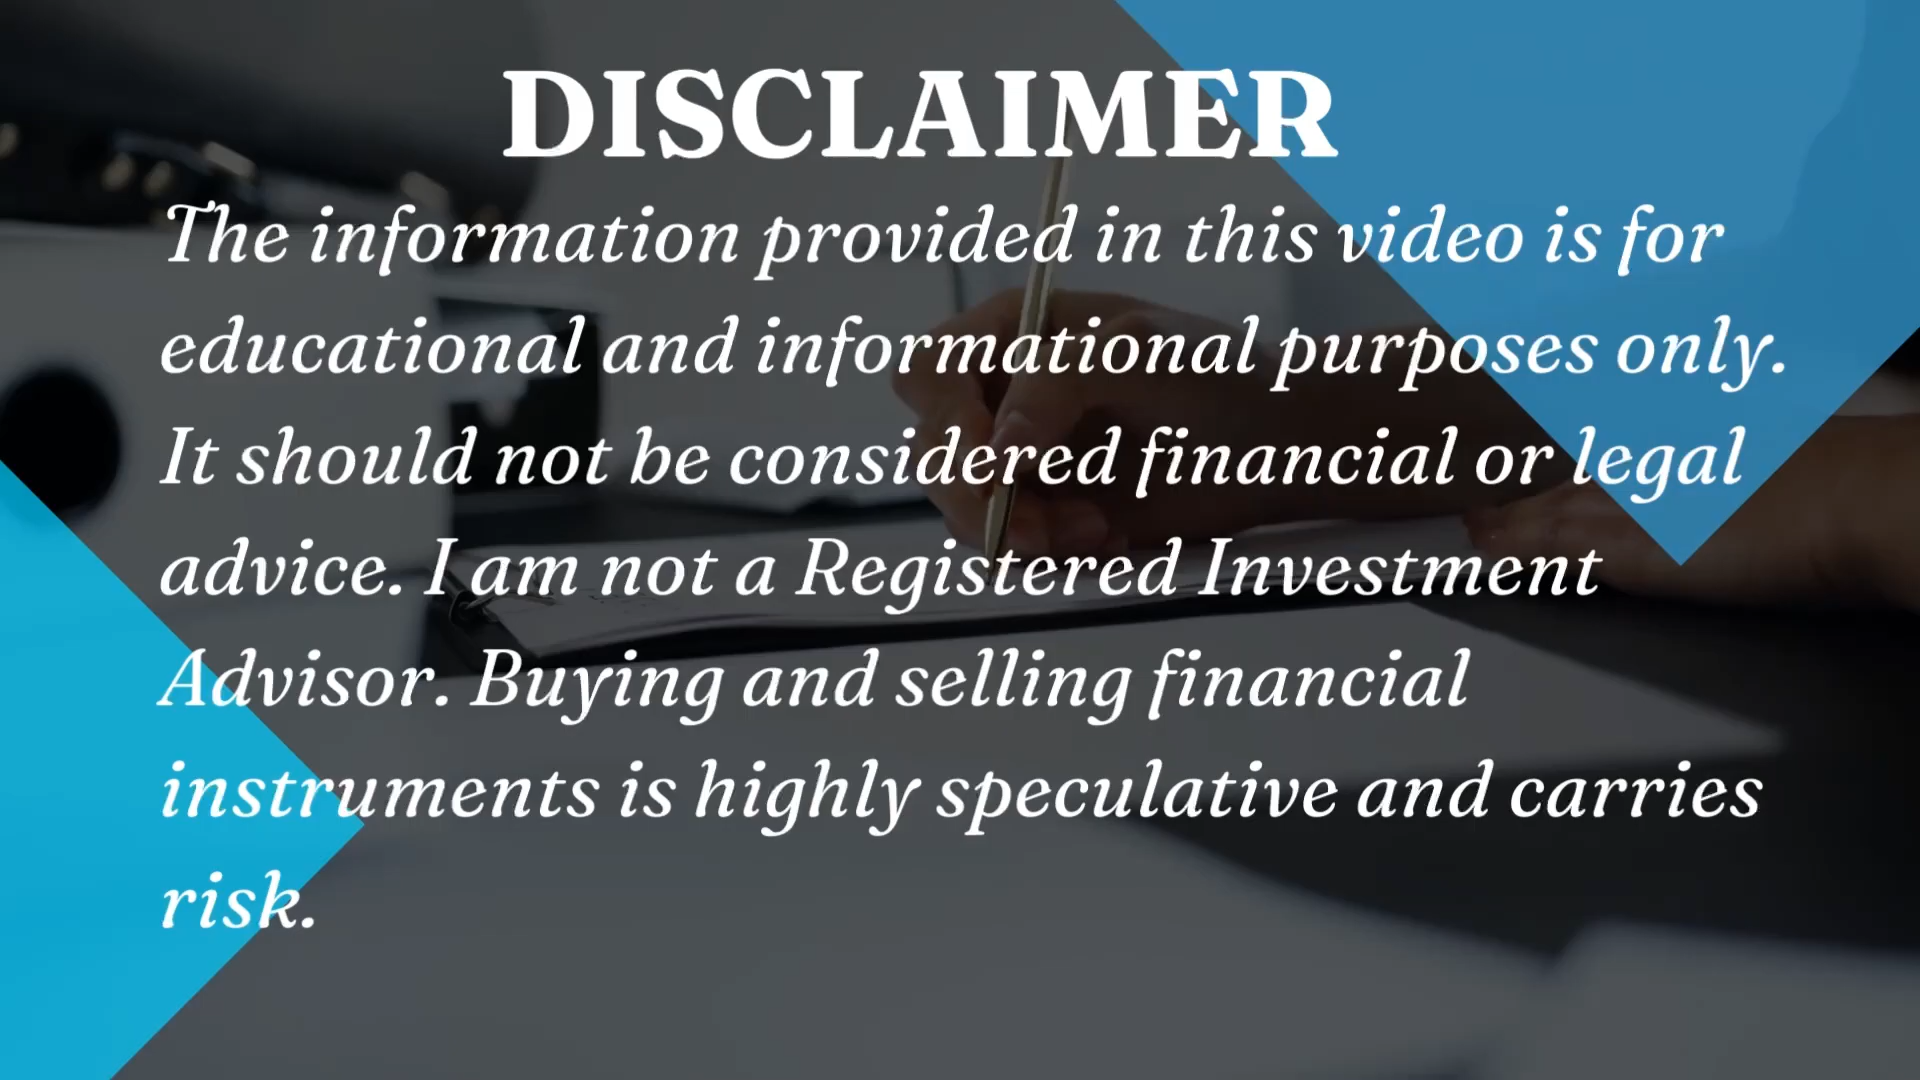 DISCLAIMER
The information provided in this video is for
educational and informational purposes only.
It should not be considered financial or legal
advice. I am not a Registered Investment
Advisor. Buying and selling financial
instruments is highly speculative and carries
risk.